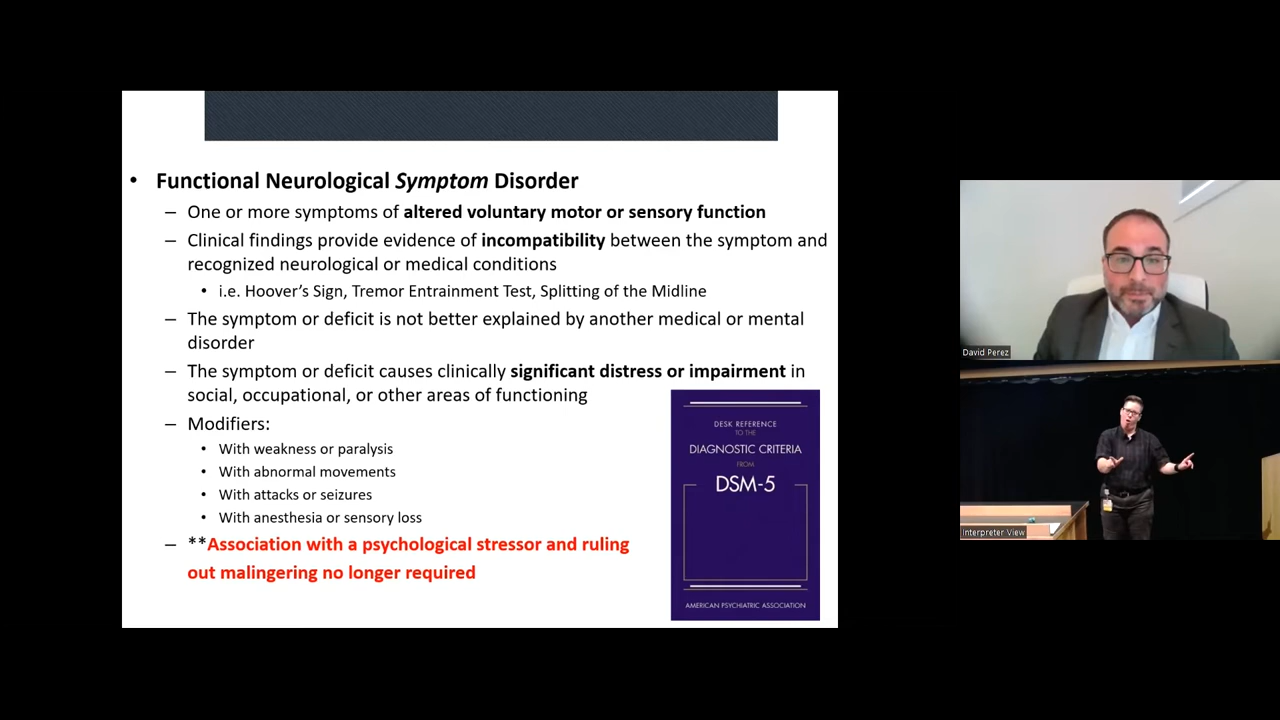 • Functional Neurological Symptom Disorder
– One or more symptoms of altered voluntary motor or sensory function
– Clinical findings provide evidence of incompatibility between the symptom and
recognized neurological or medical conditions
• i.e. Hoover's Sign, Tremor Entrainment Test, Splitting of the Midline
– The symptom or deficit is not better explained by another medical or mental
disorder
– The symptom or deficit causes clinically significant distress or impairment in
social, occupational, or other areas of functioning
– Modifiers:
• With weakness or paralysis
• With abnormal movements
• With attacks or seizures
• With anesthesia or sensory loss
– **Association with a psychological stressor and ruling
out malingering no longer required
DESK REFERENCE
TO THE
DIAGNOSTIC CRITERIA
FROM
DSM-5
AMERICAN PSYCHIATRIC ASSOCIATION
David Perez
Interpreter View